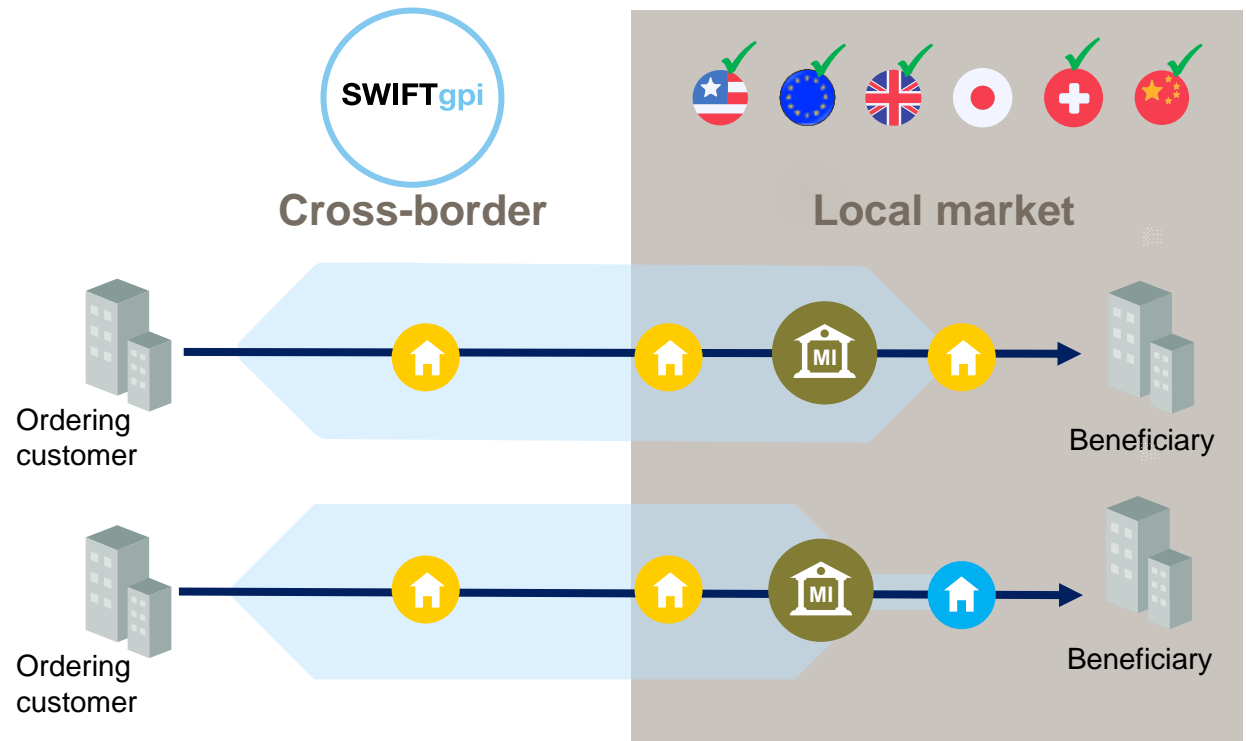 SWIFTgpi
Cross-border
Local market
MI
Ordering
customer
Beneficiary
MI
Ordering
customer
Beneficiary